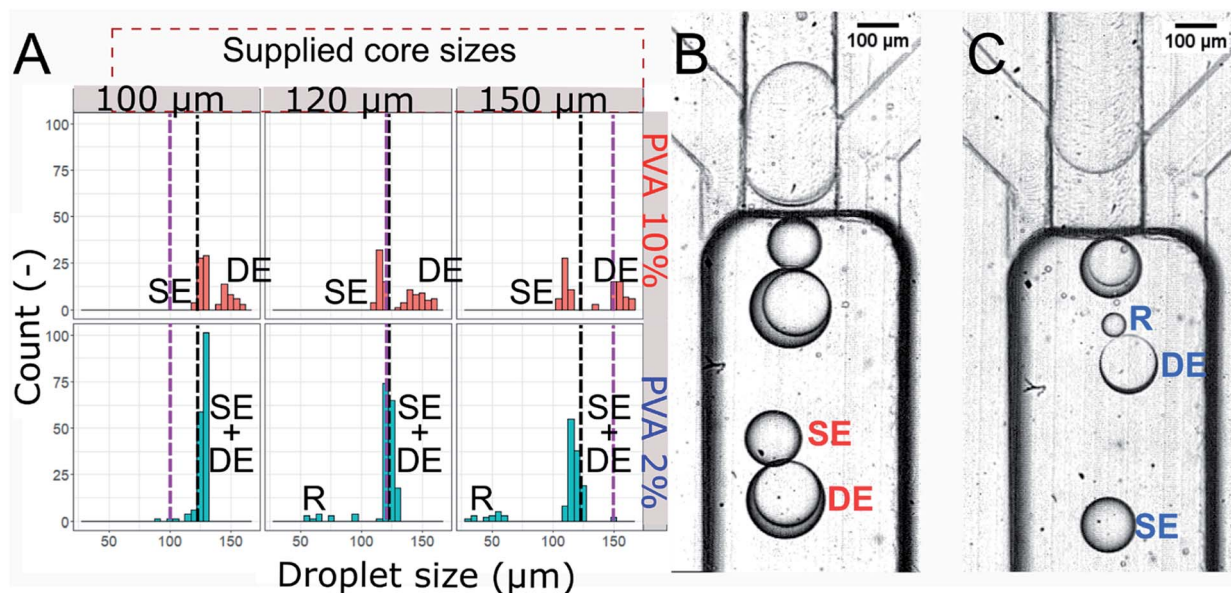 A
Supplied core sizes
100 µm
120 µm
150 µm
Count (-)
100
75
50
25
0
SE
DE
SE
DE
SE
DE
PVA 10%
100
75
50
25
0
SE
+
DE
R
SE
+
DE
R
SE
+
DE
PVA 2%
50
100
150
50
100
150
50
100
150
Droplet size (µm)
B
100 µm
SE
DE
C
100 µm
R
DE
SE